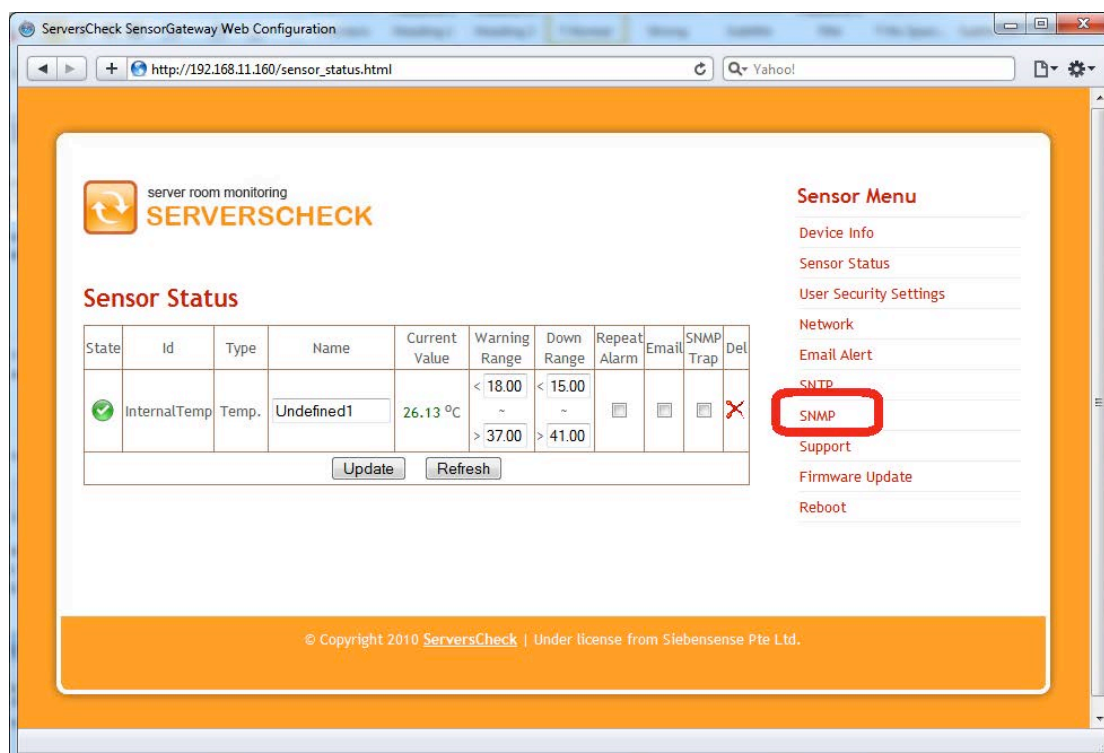 ServersCheck SensorGateway Web Configuration
http://192.168.11.160/sensor_status.html
Yahoo!
server room monitoring
SERVERSCHECK
Sensor Status
State Id Type Name Current Value Warning Range Down Range Repeat Alarm Email SNMP Trap Del
InternalTemp Temp. Undefined1 26.13 °C < 18.00 ~ > 37.00 < 15.00 ~ > 41.00
Update Refresh
Sensor Menu
Device Info
Sensor Status
User Security Settings
Network
Email Alert
SNTP
SNMP
Support
Firmware Update
Reboot
© Copyright 2010 ServersCheck | Under license from Siebensense Pte Ltd.